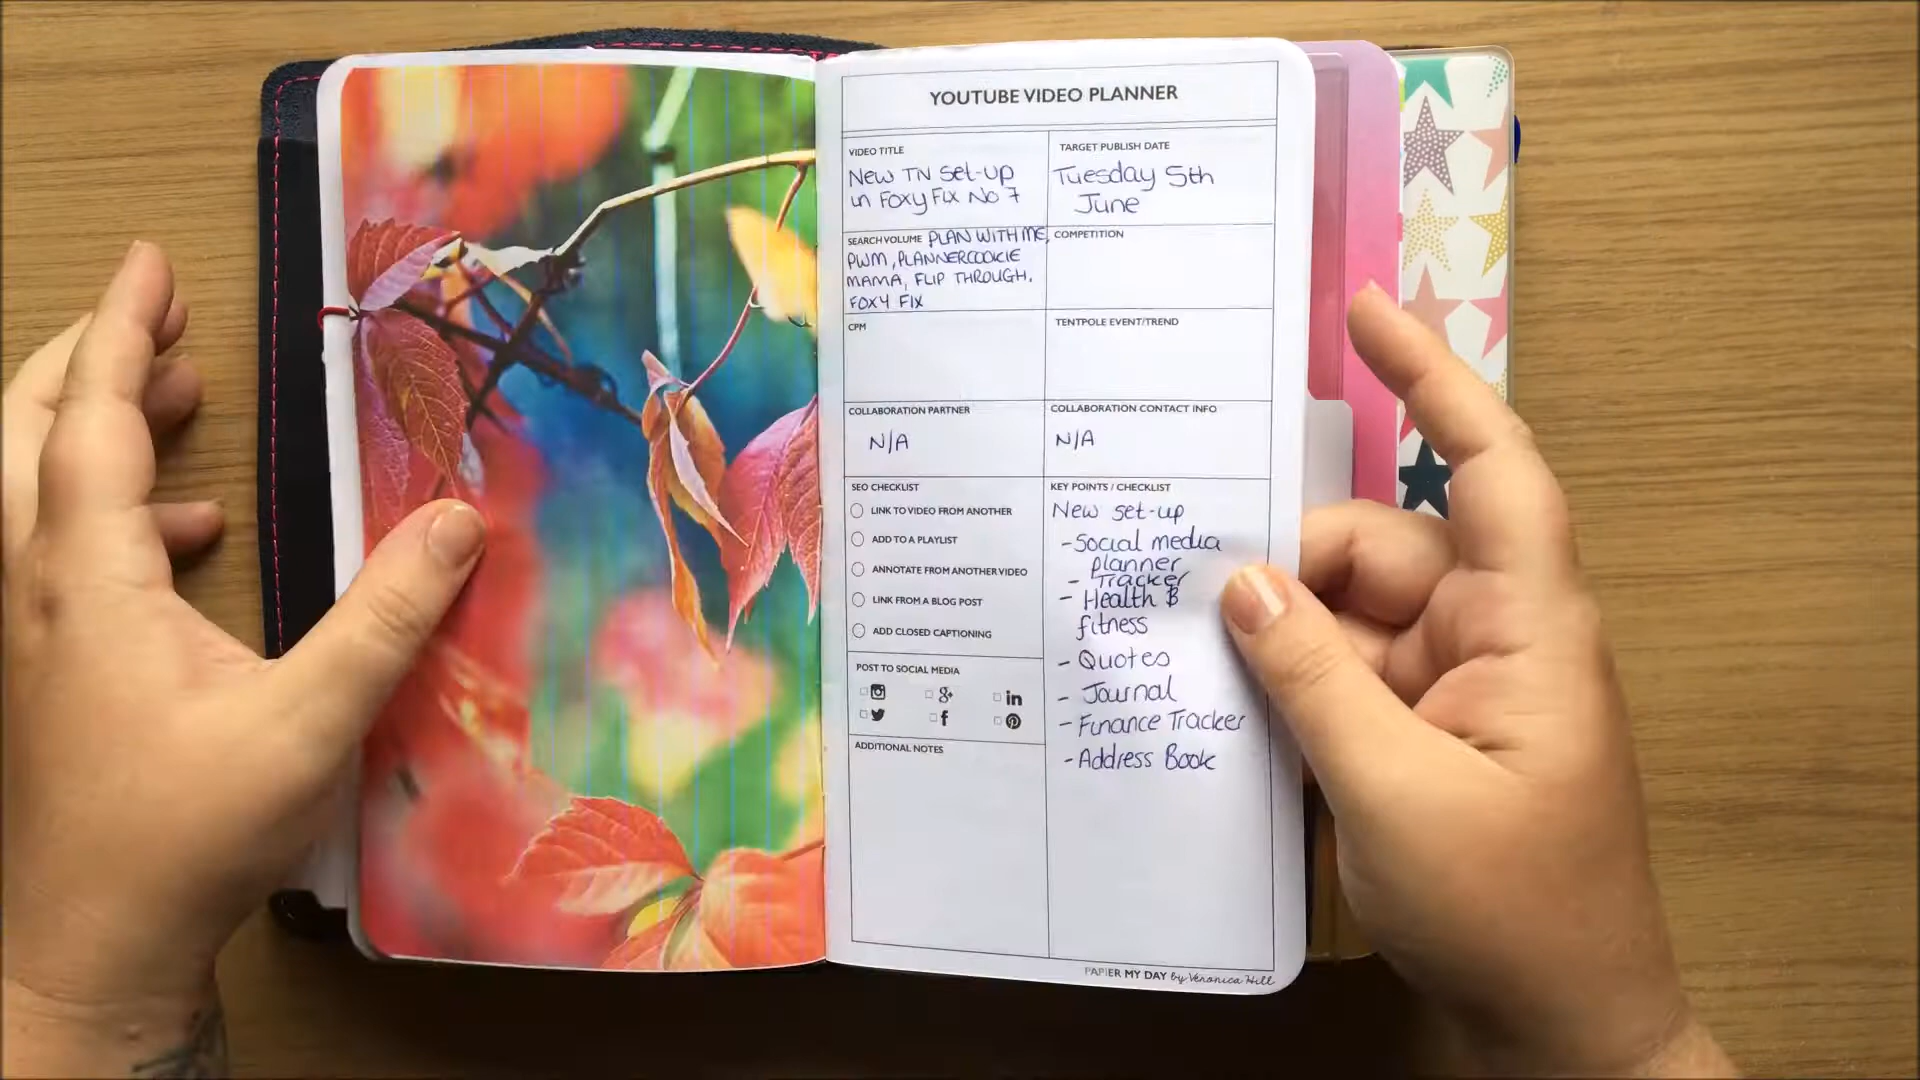 YOUTUBE VIDEO PLANNER
VIDEO TITLE
New TN set-up
in Foxy Fix No 7
TARGET PUBLISH DATE
Tuesday 5th
June
SEARCH VOLUME PLAN WITH ME,
PWM, PLANNERCOOKIE
MAMA, FLIP THROUGH,
FOXY FIX
COMPETITION
CPM
TENTPOLE EVENT/TREND
COLLABORATION PARTNER
N/A
COLLABORATION CONTACT INFO
N/A
SEO CHECKLIST
LINK TO VIDEO FROM ANOTHER
ADD TO A PLAYLIST
ANNOTATE FROM ANOTHER VIDEO
LINK FROM A BLOG POST
ADD CLOSED CAPTIONING
POST TO SOCIAL MEDIA
g+
in
f
ADDITIONAL NOTES
KEY POINTS / CHECKLIST
New set-up
- Social media
planner
- Tracker
- Health &
fitness
- Quotes
- Journal
- Finance Tracker
- Address Book
PAPIER MY DAY by Veronica Hill